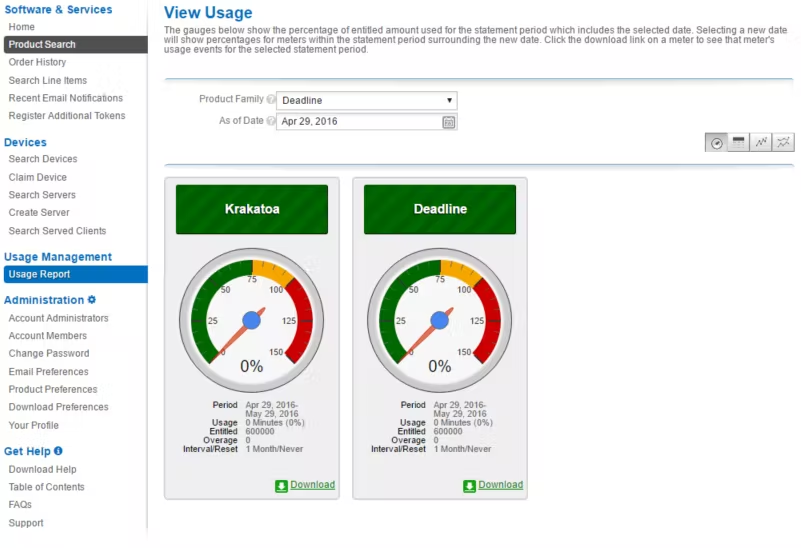 Software & Services
Home
Product Search
Order History
Search Line Items
Recent Email Notifications
Register Additional Tokens
Devices
Search Devices
Claim Device
Search Servers
Create Server
Search Served Clients
Usage Management
Usage Report
Administration
Account Administrators
Account Members
Change Password
Email Preferences
Product Preferences
Download Preferences
Your Profile
Get Help
Download Help
Table of Contents
FAQs
Support
View Usage
The gauges below show the percentage of entitled amount used for the statement period which includes the selected date. Selecting a new date
will show percentages for meters within the statement period surrounding the new date. Click the download link on a meter to see that meter's
usage events for the selected statement period.
Product Family Deadline
As of Date Apr 29, 2016
Krakatoa
0 25 50 75 100 125 150
0%
Period Apr 29, 2016-
May 29, 2016
Usage 0 Minutes (0%)
Entitled 600000
Overage 0
Interval/Reset 1 Month/Never
Download
Deadline
0 25 50 75 100 125 150
0%
Period Apr 29, 2016-
May 29, 2016
Usage 0 Minutes (0%)
Entitled 600000
Overage 0
Interval/Reset 1 Month/Never
Download